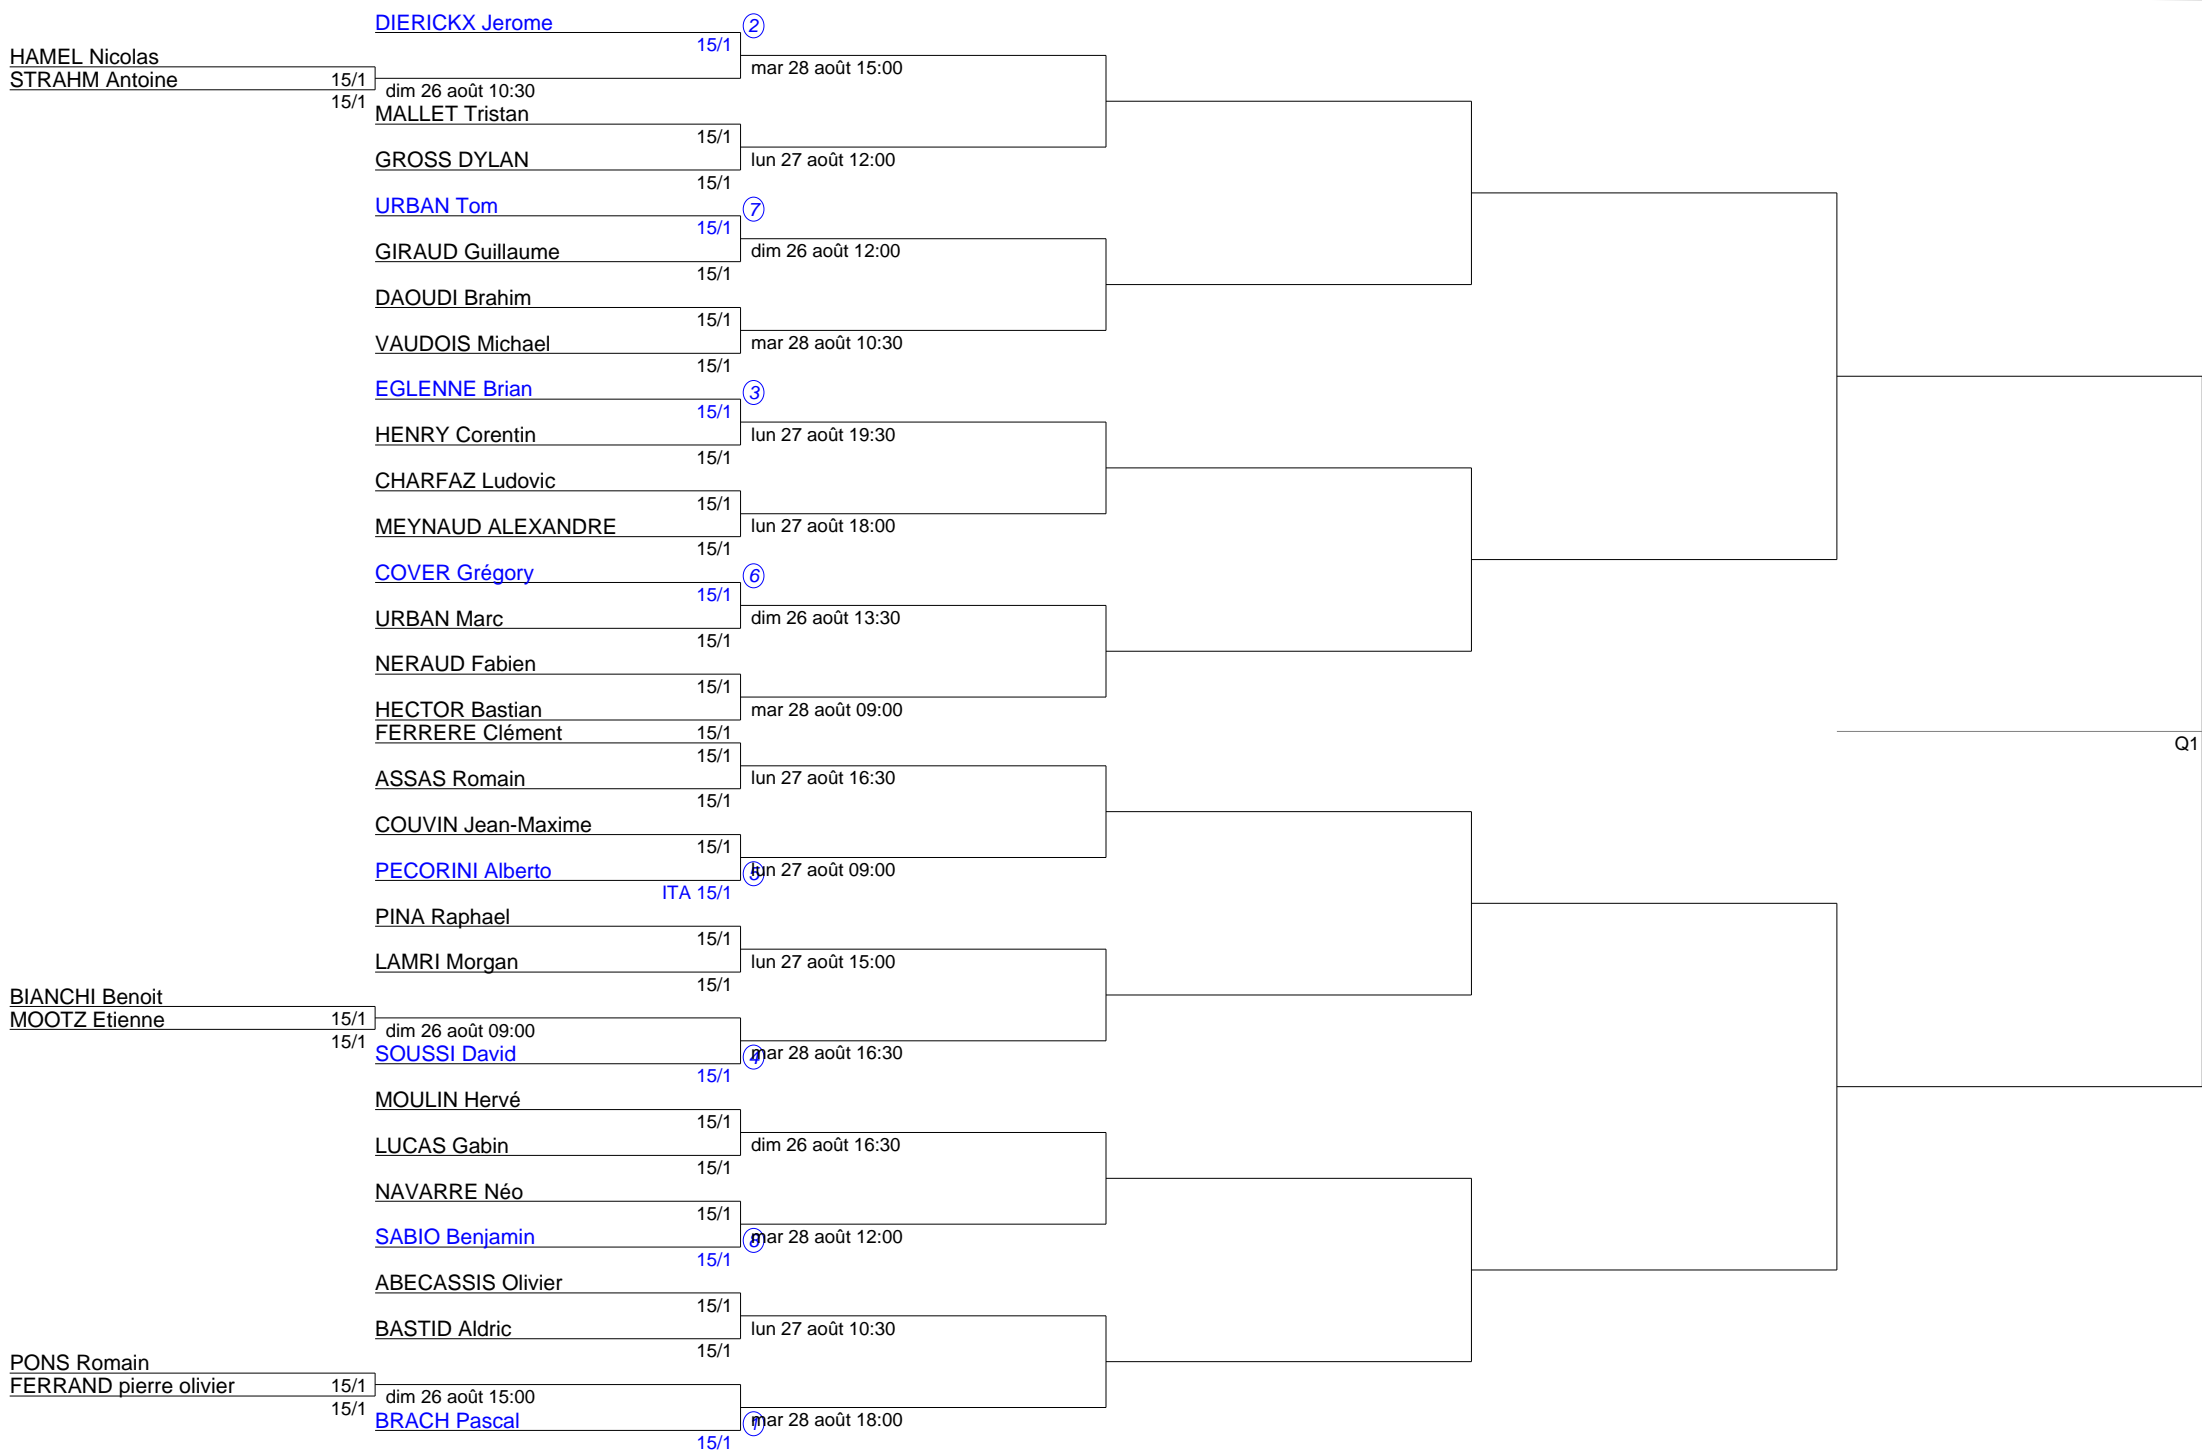 DIERICKX Jerome 2
15/1
HAMEL Nicolas
mar 28 août 15:00
STRAHM Antoine 15/1
15/1 dim 26 août 10:30
MALLET Tristan
15/1
GROSS DYLAN lun 27 août 12:00
15/1
URBAN Tom 7
15/1
GIRAUD Guillaume dim 26 août 12:00
15/1
DAOUDI Brahim
15/1
VAUDOIS Michael mar 28 août 10:30
15/1
EGLENNE Brian 3
15/1
HENRY Corentin lun 27 août 19:30
15/1
CHARFAZ Ludovic
15/1
MEYNAUD ALEXANDRE lun 27 août 18:00
15/1
COVER Grégory 6
15/1
URBAN Marc dim 26 août 13:30
15/1
NERAUD Fabien
15/1
HECTOR Bastian mar 28 août 09:00
FERRERE Clément 15/1
15/1
Q1
ASSAS Romain lun 27 août 16:30
15/1
COUVIN Jean-Maxime
15/1
PECORINI Alberto 5 lun 27 août 09:00
ITA 15/1
PINA Raphael
15/1
LAMRI Morgan lun 27 août 15:00
15/1
BIANCHI Benoit
MOOTZ Etienne 15/1
15/1 dim 26 août 09:00
SOUSSI David 4 mar 28 août 16:30
15/1
MOULIN Hervé
15/1
LUCAS Gabin dim 26 août 16:30
15/1
NAVARRE Néo
15/1
SABIO Benjamin 8 mar 28 août 12:00
15/1
ABECASSIS Olivier
15/1
BASTID Aldric lun 27 août 10:30
15/1
PONS Romain
FERRAND pierre olivier 15/1
15/1 dim 26 août 15:00
BRACH Pascal 1 mar 28 août 18:00
15/1